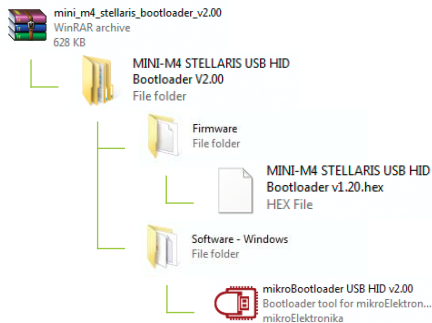 mini_m4_stellaris_bootloader_v2.00
WinRAR archive
628 KB
MINI-M4 STELLARIS USB HID
Bootloader V2.00
File folder
Firmware
File folder
MINI-M4 STELLARIS USB HID
Bootloader v1.20.hex
HEX File
Software - Windows
File folder
mikroBootloader USB HID v2.00
Bootloader tool for mikroElektron...
mikroElektronika